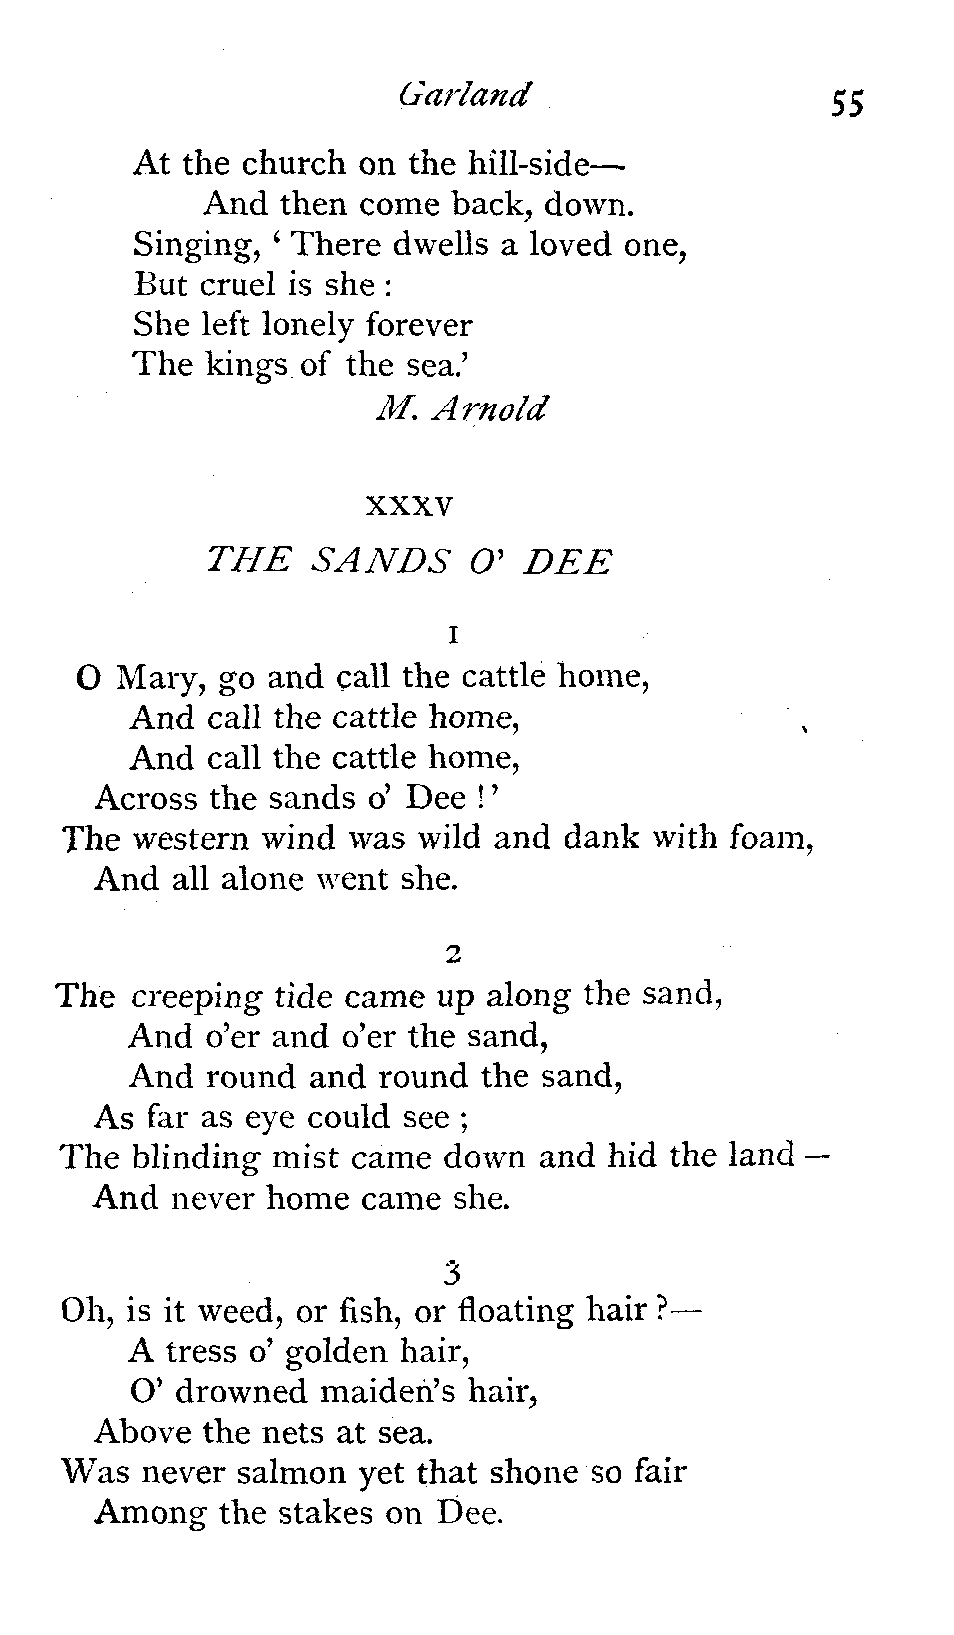 Garland 55
At the church on the hill-side—
And then come back, down.
Singing, ‘ There dwells a loved one,
But cruel is she :
She left lonely forever
The kings of the sea.’
M. Arnold
XXXV
THE SANDS O’ DEE
1
O Mary, go and call the cattle home,
And call the cattle home,
And call the cattle home,
Across the sands o’ Dee !’
The western wind was wild and dank with foam,
And all alone went she.
2
The creeping tide came up along the sand,
And o’er and o’er the sand,
And round and round the sand,
As far as eye could see ;
The blinding mist came down and hid the land —
And never home came she.
3
Oh, is it weed, or fish, or floating hair ?—
A tress o’ golden hair,
O’ drowned maiden’s hair,
Above the nets at sea.
Was never salmon yet that shone so fair
Among the stakes on Dee.